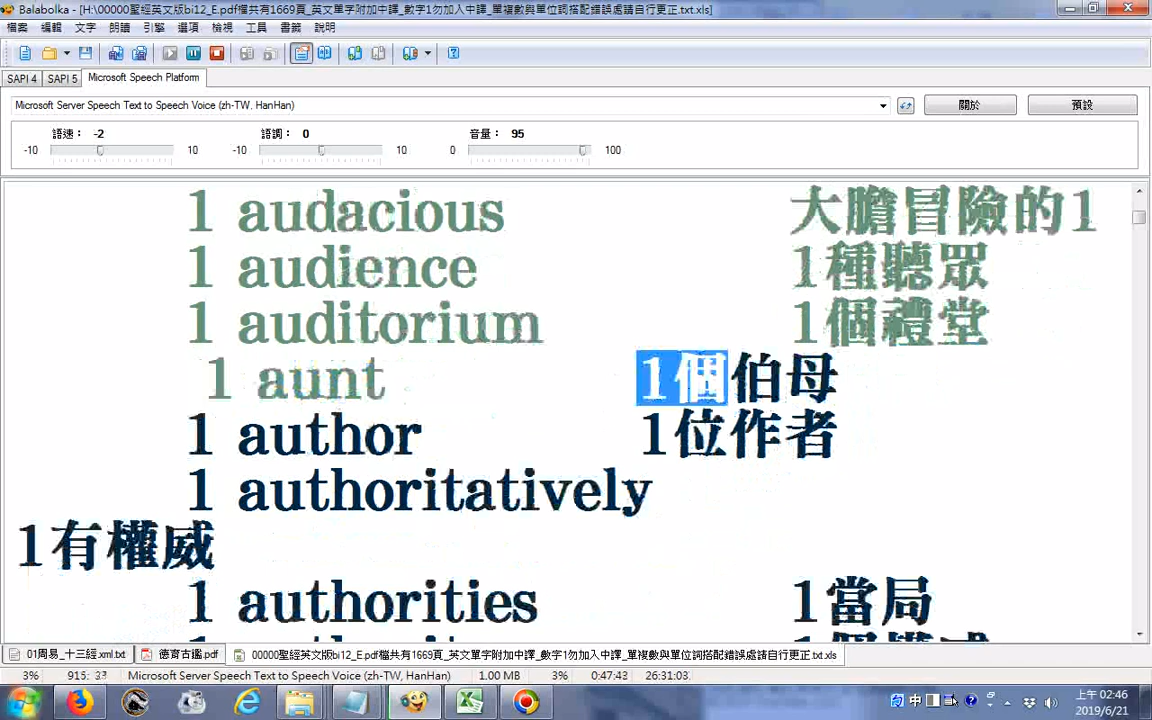 Balabolka - [H:\00000聖經英文版bi12_E.pdf檔共有1669頁_英文單字附加中譯_數字1勿加入中譯_單複數與單位詞搭配錯誤處請自行更正.txt.xls]
檔案 編輯 文字 朗讀 引擎 選項 檢視 工具 書籤 說明
SAPI 4 SAPI 5 Microsoft Speech Platform
Microsoft Server Speech Text to Speech Voice (zh-TW, HanHan) 關於 預設
語速： -2 語調： 0 音量： 95
-10 10 -10 10 0 100
1 audacious 大膽冒險的1
1 audience 1種聽眾
1 auditorium 1個禮堂
1 aunt 1個伯母
1 author 1位作者
1 authoritatively
1有權威
1 authorities 1當局
01周易_十三經.xml.txt 德育古鑑.pdf 00000聖經英文版bi12_E.pdf檔共有1669頁_英文單字附加中譯_數字1勿加入中譯_單複數與單位詞搭配錯誤處請自行更正.txt.xls
3% 915: 33 Microsoft Server Speech Text to Speech Voice (zh-TW, HanHan) 1.00 MB 3% 0:47:43 26:31:03
中 上午 02:46
2019/6/21